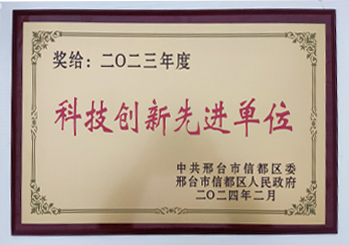 奖给：二〇二三年度
科技创新先进单位
中共邢台市信都区委
邢台市信都区人民政府
二〇二四年二月